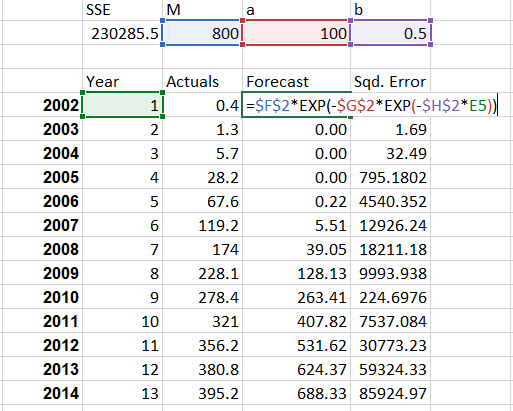 SSE M a b
230285.5 800 100 0.5
Year Actuals Forecast Sqd. Error
2002 1 0.4 =$F$2*EXP(-$G$2*EXP(-$H$2*E5))
2003 2 1.3 0.00 1.69
2004 3 5.7 0.00 32.49
2005 4 28.2 0.00 795.1802
2006 5 67.6 0.22 4540.352
2007 6 119.2 5.51 12926.24
2008 7 174 39.05 18211.18
2009 8 228.1 128.13 9993.938
2010 9 278.4 263.41 224.6976
2011 10 321 407.82 7537.084
2012 11 356.2 531.62 30773.23
2013 12 380.8 624.37 59324.33
2014 13 395.2 688.33 85924.97